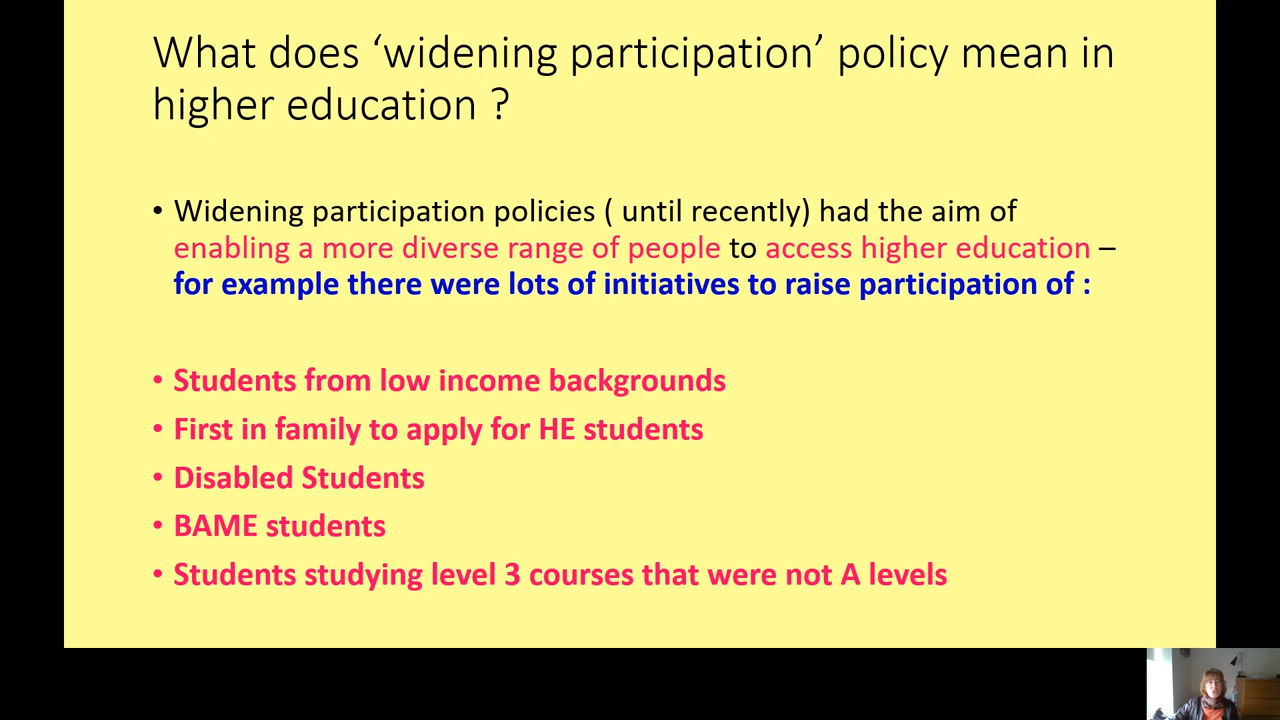 What does ‘widening participation’ policy mean in
higher education ?
• Widening participation policies ( until recently) had the aim of
enabling a more diverse range of people to access higher education –
for example there were lots of initiatives to raise participation of :
• Students from low income backgrounds
• First in family to apply for HE students
• Disabled Students
• BAME students
• Students studying level 3 courses that were not A levels